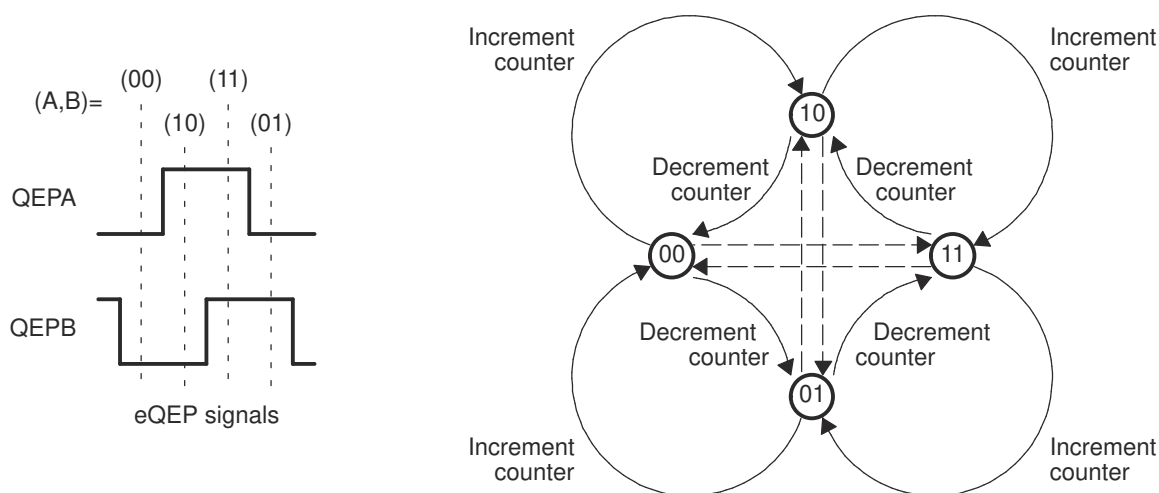 (A,B)=
(00)
(11)
(10)
(01)
QEPA
QEPB
eQEP signals
Increment
counter
Increment
counter
10
Decrement
counter
Decrement
counter
00
11
Decrement
counter
Decrement
counter
01
Increment
counter
Increment
counter